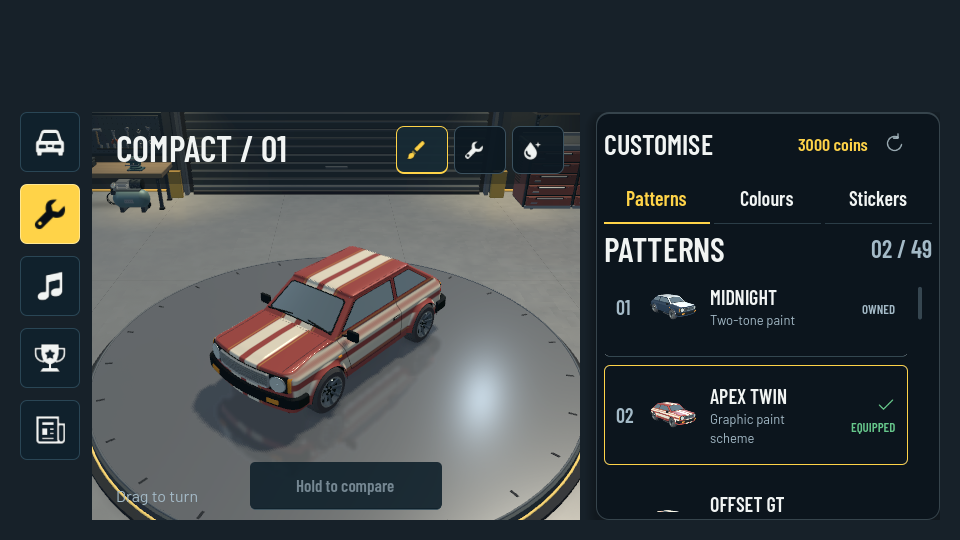 COMPACT / 01
Drag to turn
Hold to compare
CUSTOMISE
3000 coins
Patterns
Colours
Stickers
PATTERNS
02 / 49
01
MIDNIGHT
Two-tone paint
OWNED
02
APEX TWIN
Graphic paint
scheme
EQUIPPED
OFFSET GT